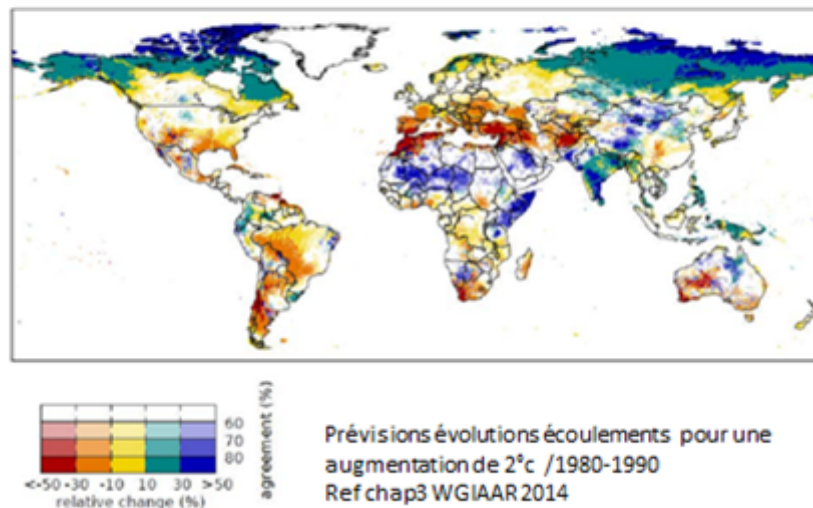 60
70
80
agreement (%)
<-50 -30 -10 10 30 >50
relative change (%)
Prévisions évolutions écoulements pour une
augmentation de 2°c /1980-1990
Ref chap3 WGIAAR 2014